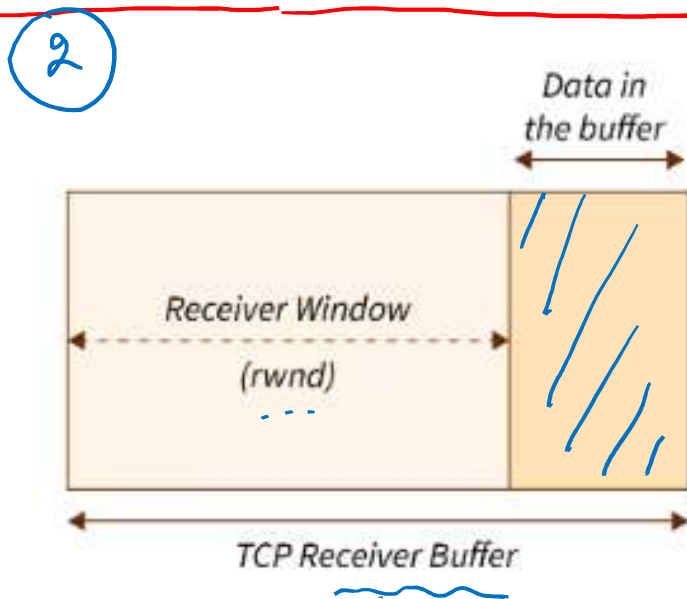 2
Data in
the buffer
Receiver Window
(rwnd)
TCP Receiver Buffer